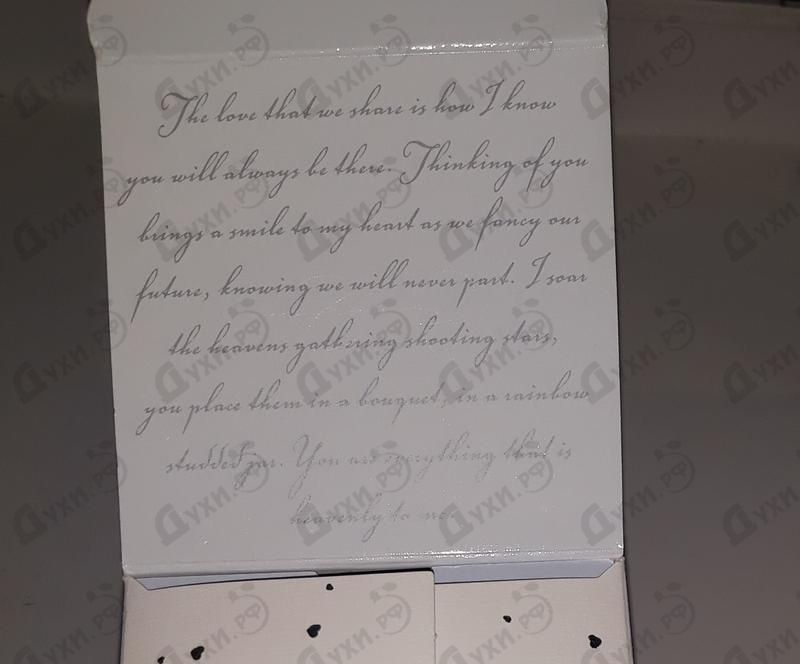 The love that we share is how I know
you will always be there. Thinking of you
brings a smile to my heart as we fancy our
future, knowing we will never part. I soar
the heavens gathering shooting stars,
you place them in a bouquet, in a rainbow
studded jar. You are everything that is
heavenly to me.
Духи.рф